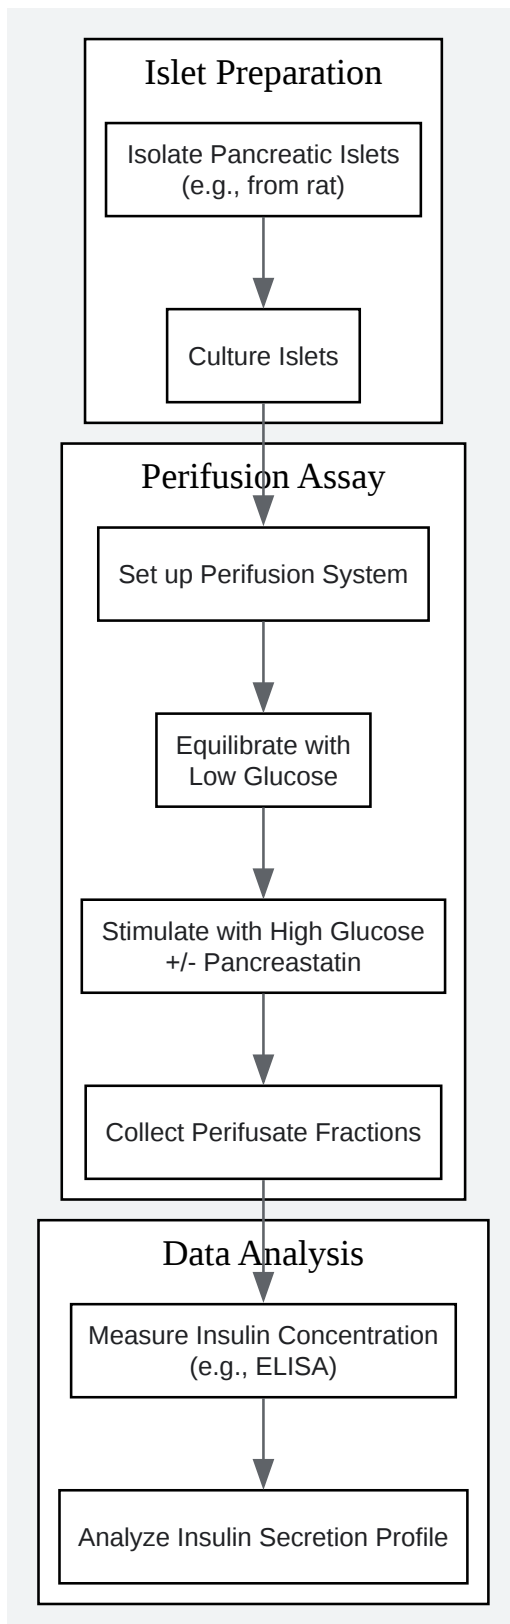 Islet Preparation
Isolate Pancreatic Islets
(e.g., from rat)
Culture Islets
Perifusion Assay
Set up Perifusion System
Equilibrate with
Low Glucose
Stimulate with High Glucose
+/- Pancreastatin
Collect Perifusate Fractions
Data Analysis
Measure Insulin Concentration
(e.g., ELISA)
Analyze Insulin Secretion Profile